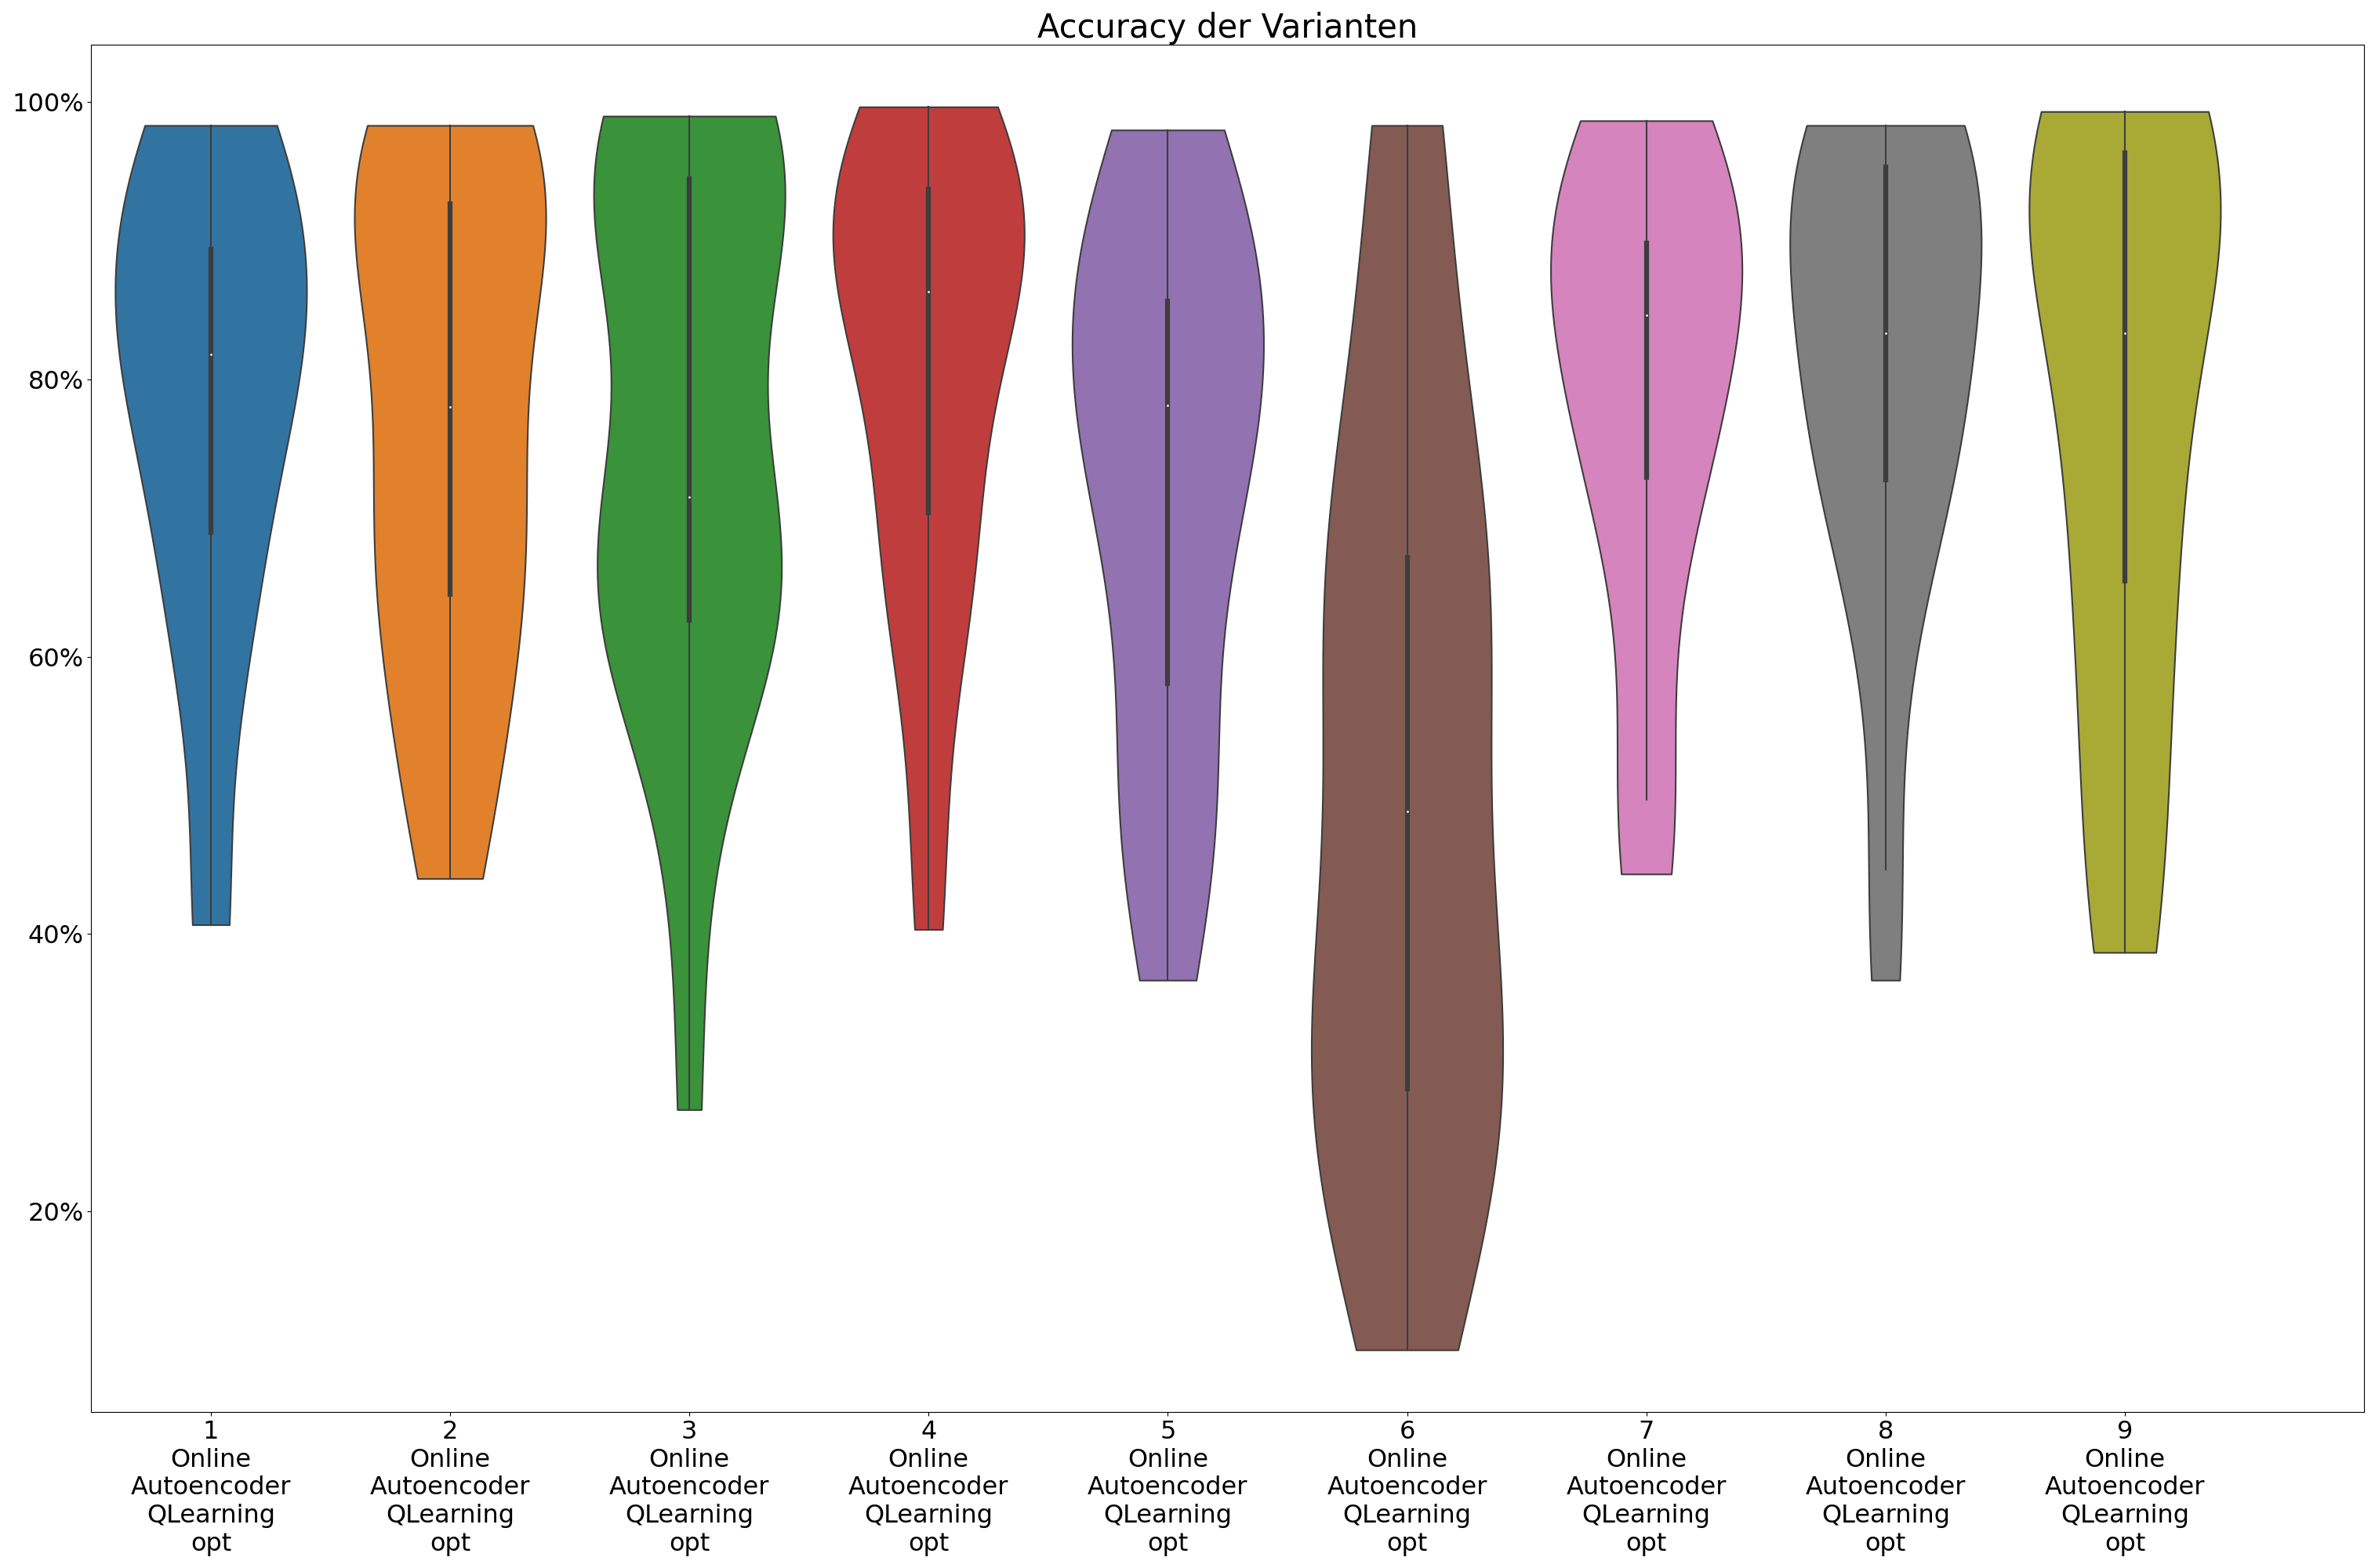 Accuracy der Varianten
100%
80%
60%
40%
20%
1 2 3 4 5 6 7 8 9
Online Online Online Online Online Online Online Online Online
Autoencoder Autoencoder Autoencoder Autoencoder Autoencoder Autoencoder Autoencoder Autoencoder Autoencoder
QLearning QLearning QLearning QLearning QLearning QLearning QLearning QLearning QLearning
opt opt opt opt opt opt opt opt opt